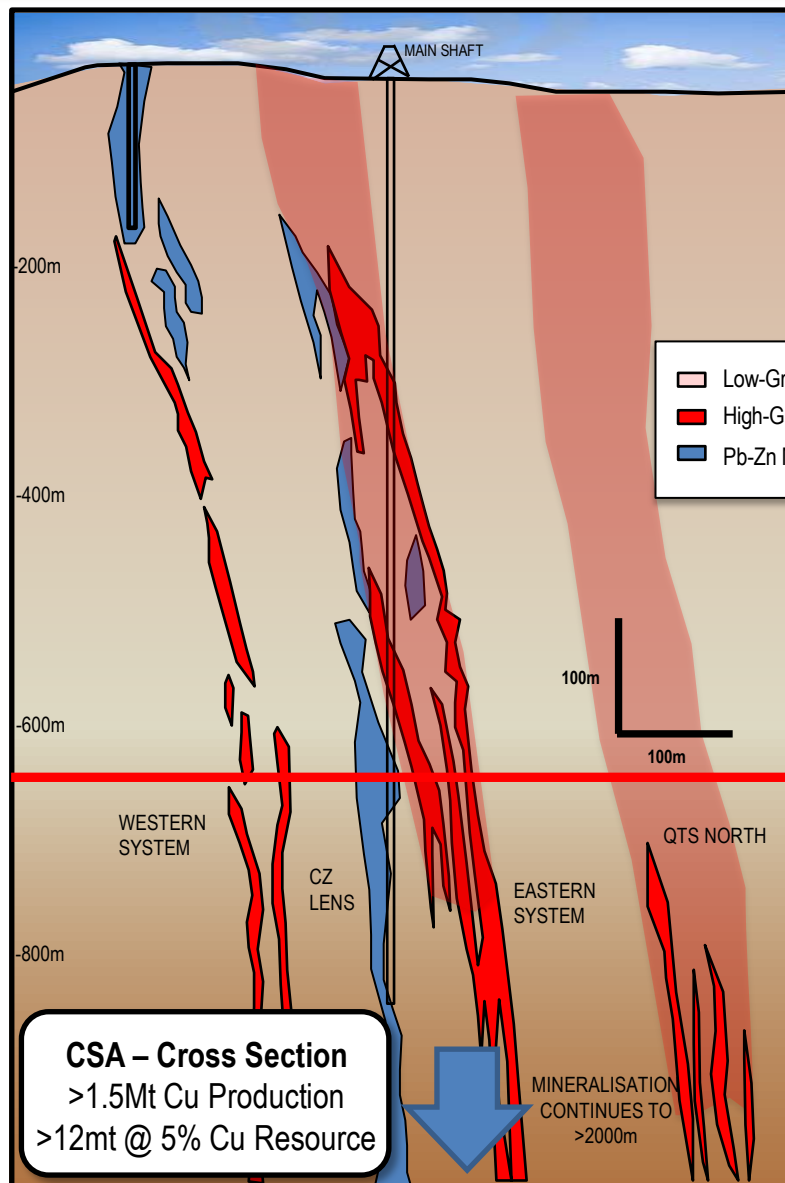 MAIN SHAFT
-200m
Low-Gr
High-G
Pb-Zn
-400m
100m
100m
-600m
WESTERN
SYSTEM
CZ
LENS
EASTERN
SYSTEM
QTS NORTH
-800m
CSA – Cross Section
>1.5Mt Cu Production
>12mt @ 5% Cu Resource
MINERALISATION
CONTINUES TO
>2000m